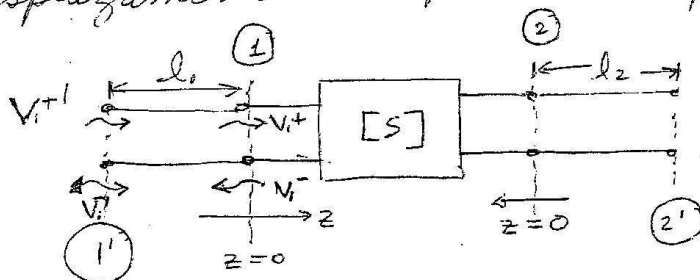 ①
②
l₁
l₂
V₁⁺'
V₁⁺
[S]
V₁⁻
V₁⁻'
z
z=0
z=0
①'
②'